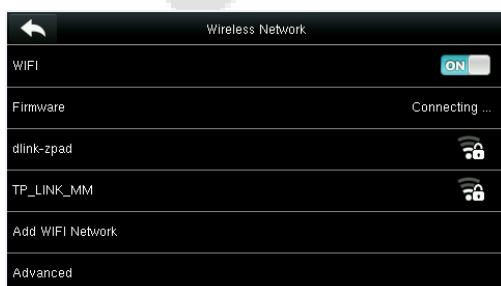 Wireless Network
WIFI ON
Firmware Connecting ...
dlink-zpad
TP_LINK_MM
Add WIFI Network
Advanced